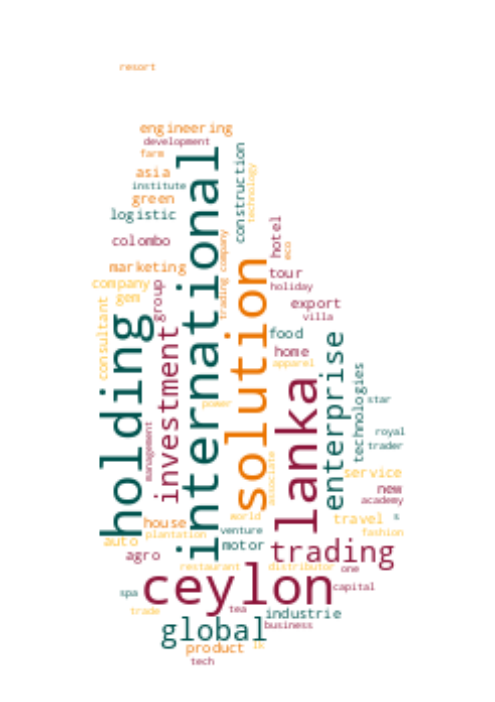 resort
engineering
development
farm
asia
institute
green
logistic
colombo
marketing
company
gem
consultant
group
holding
investment
international
construction
technology
trading company
hotel
eco
tour
holiday
export
villa
solution
food
home
apparel
lanka
enterprise
technologies
star
royal
trader
service
new
academy
s
travel
fashion
power
management
associate
house
plantation
auto
agro
world
venture
motor
trading
restaurant
distributor
one
capital
spa
ceylon
trade
tea
industrie
global
business
product
lk
tech